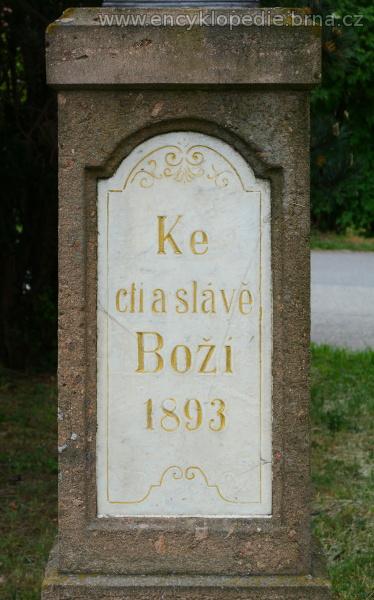 www.encyklopedie.brna.cz
Ke
cti a slávě
Boží
1893